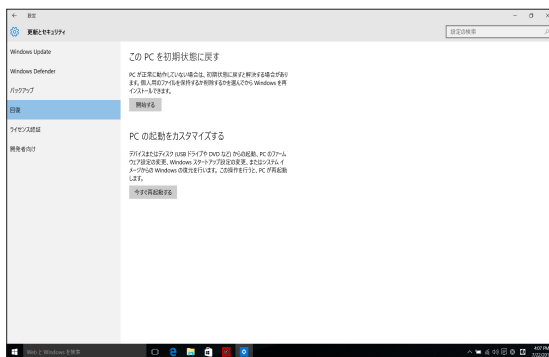 設定
更新とセキュリティ
設定の検索
Windows Update
Windows Defender
バックアップ
回復
ライセンス認証
開発者向け
この PC を初期状態に戻す
PC が正常に動作していない場合は、初期状態に戻すと解決する場合があり
ます。個人用のファイルを保持するか削除するかを選んでから Windows を再
インストールできます。
開始する
PC の起動をカスタマイズする
デバイスまたはディスク (USB ドライブや DVD など) からの起動、PC のファーム
ウェア設定の変更、Windows スタートアップ設定の変更、またはシステム イ
メージからの Windows の復元を行います。この操作を行うと、PC が再起動
します。
今すぐ再起動する
Web と Windows を検索
4:07 PM